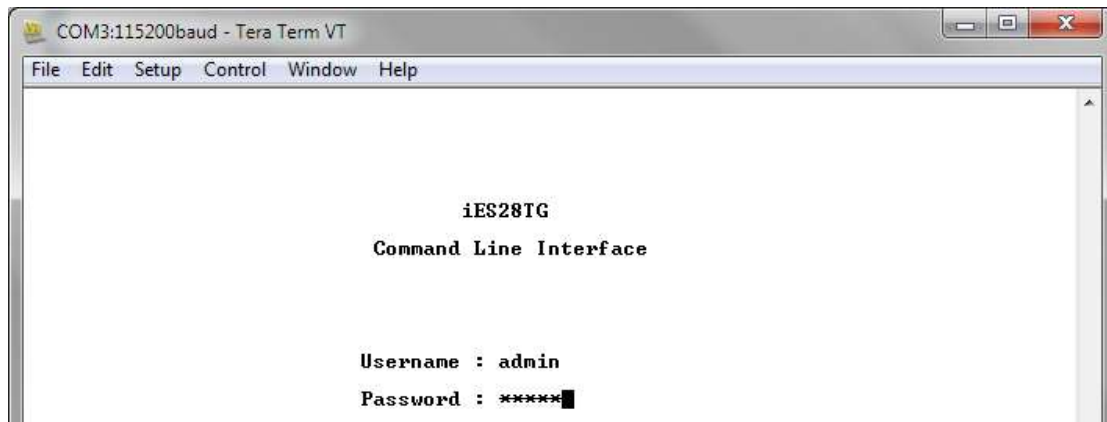 COM3:115200baud - Tera Term VT
File Edit Setup Control Window Help
iES28TG
Command Line Interface
Username : admin
Password : *****